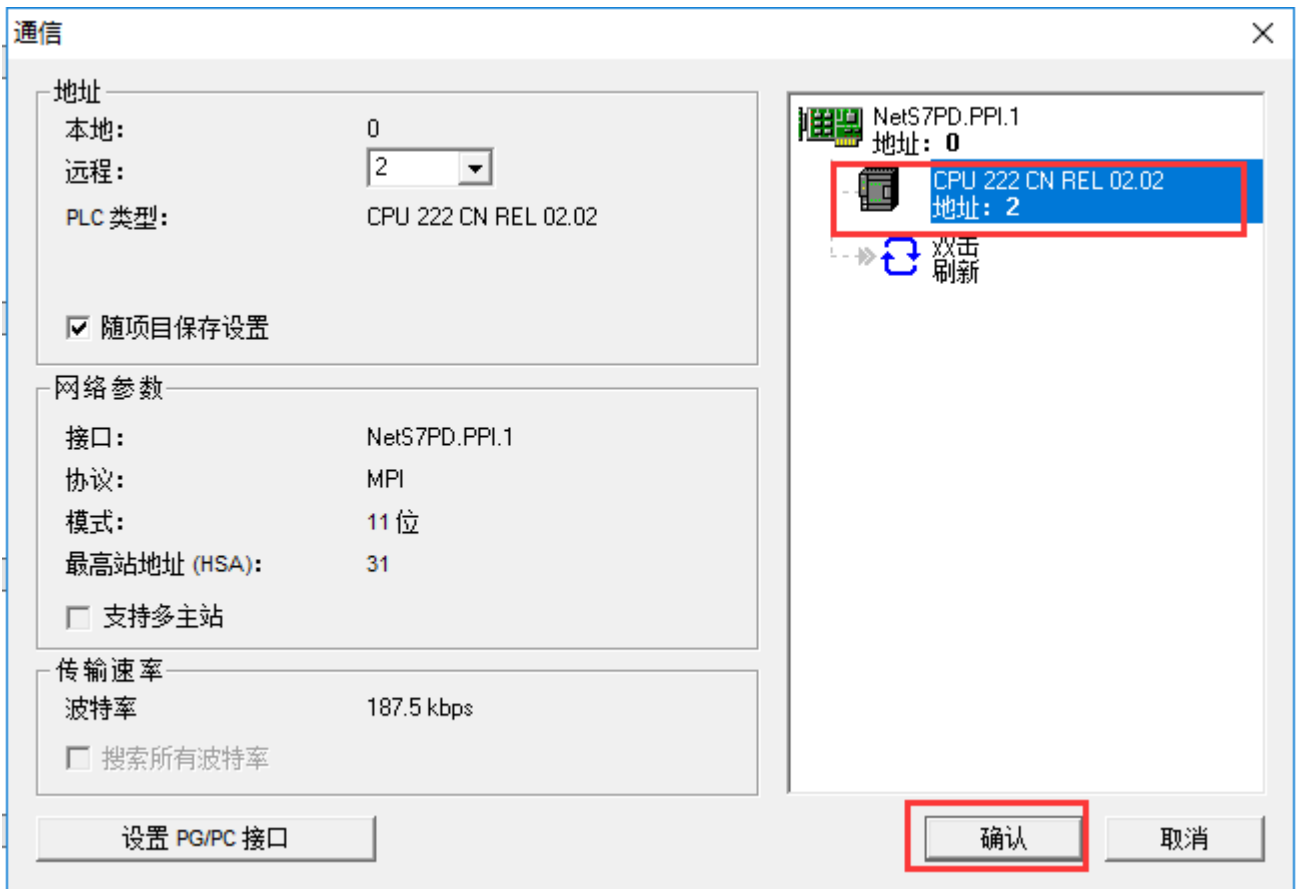 通信
地址
本地： 0
远程： 2
PLC 类型： CPU 222 CN REL 02.02
随项目保存设置
网络参数
接口： NetS7PD.PPI.1
协议： MPI
模式： 11 位
最高站地址 (HSA)： 31
支持多主站
传输速率
波特率 187.5 kbps
搜索所有波特率
设置 PG/PC 接口
NetS7PD.PPI.1
地址： 0
CPU 222 CN REL 02.02
地址： 2
双击
刷新
确认
取消